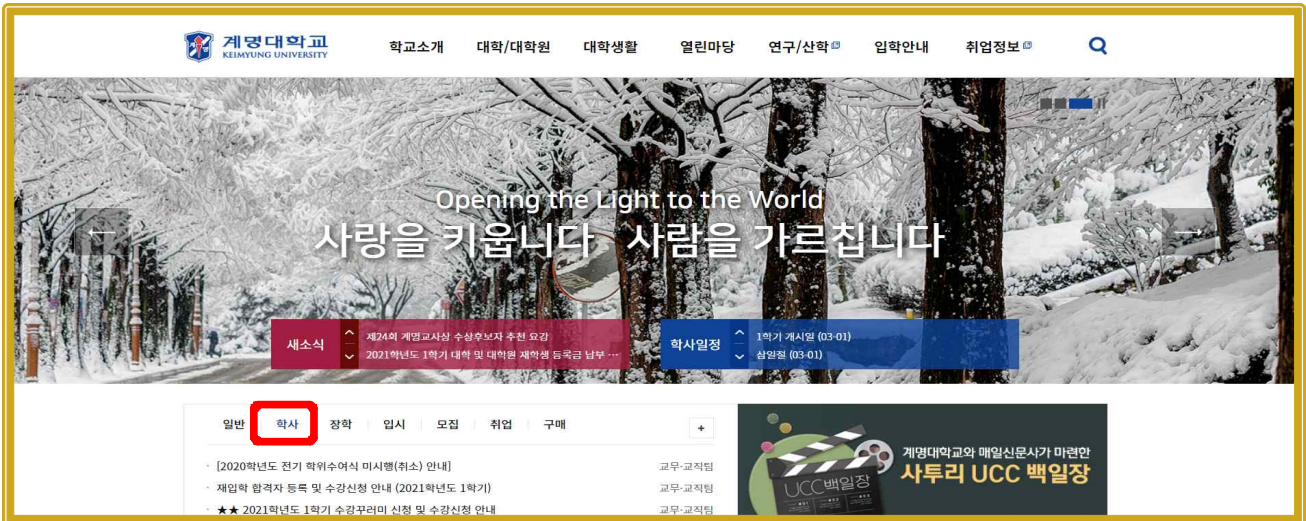 계명대학교
KEIMYUNG UNIVERSITY
학교소개 대학/대학원 대학생활 열린마당 연구/산학 입학안내 취업정보
Opening the Light to the World
사랑을 키웁니다 사람을 가르칩니다
새소식
제24회 계명교사상 수상후보자 추천 요강
2021학년도 1학기 대학 및 대학원 재학생 등록금 납부 …
학사일정
1학기 개시일 (03-01)
삼일절 (03-01)
일반 학사 장학 입시 모집 취업 구매 +
· [2020학년도 전기 학위수여식 미시행(취소) 안내] 교무·교직팀
· 재입학 합격자 등록 및 수강신청 안내 (2021학년도 1학기) 교무·교직팀
· ★★ 2021학년도 1학기 수강꾸러미 신청 및 수강신청 안내 교무·교직팀
계명대학교와 매일신문사가 마련한
사투리 UCC 백일장
UCC백일장